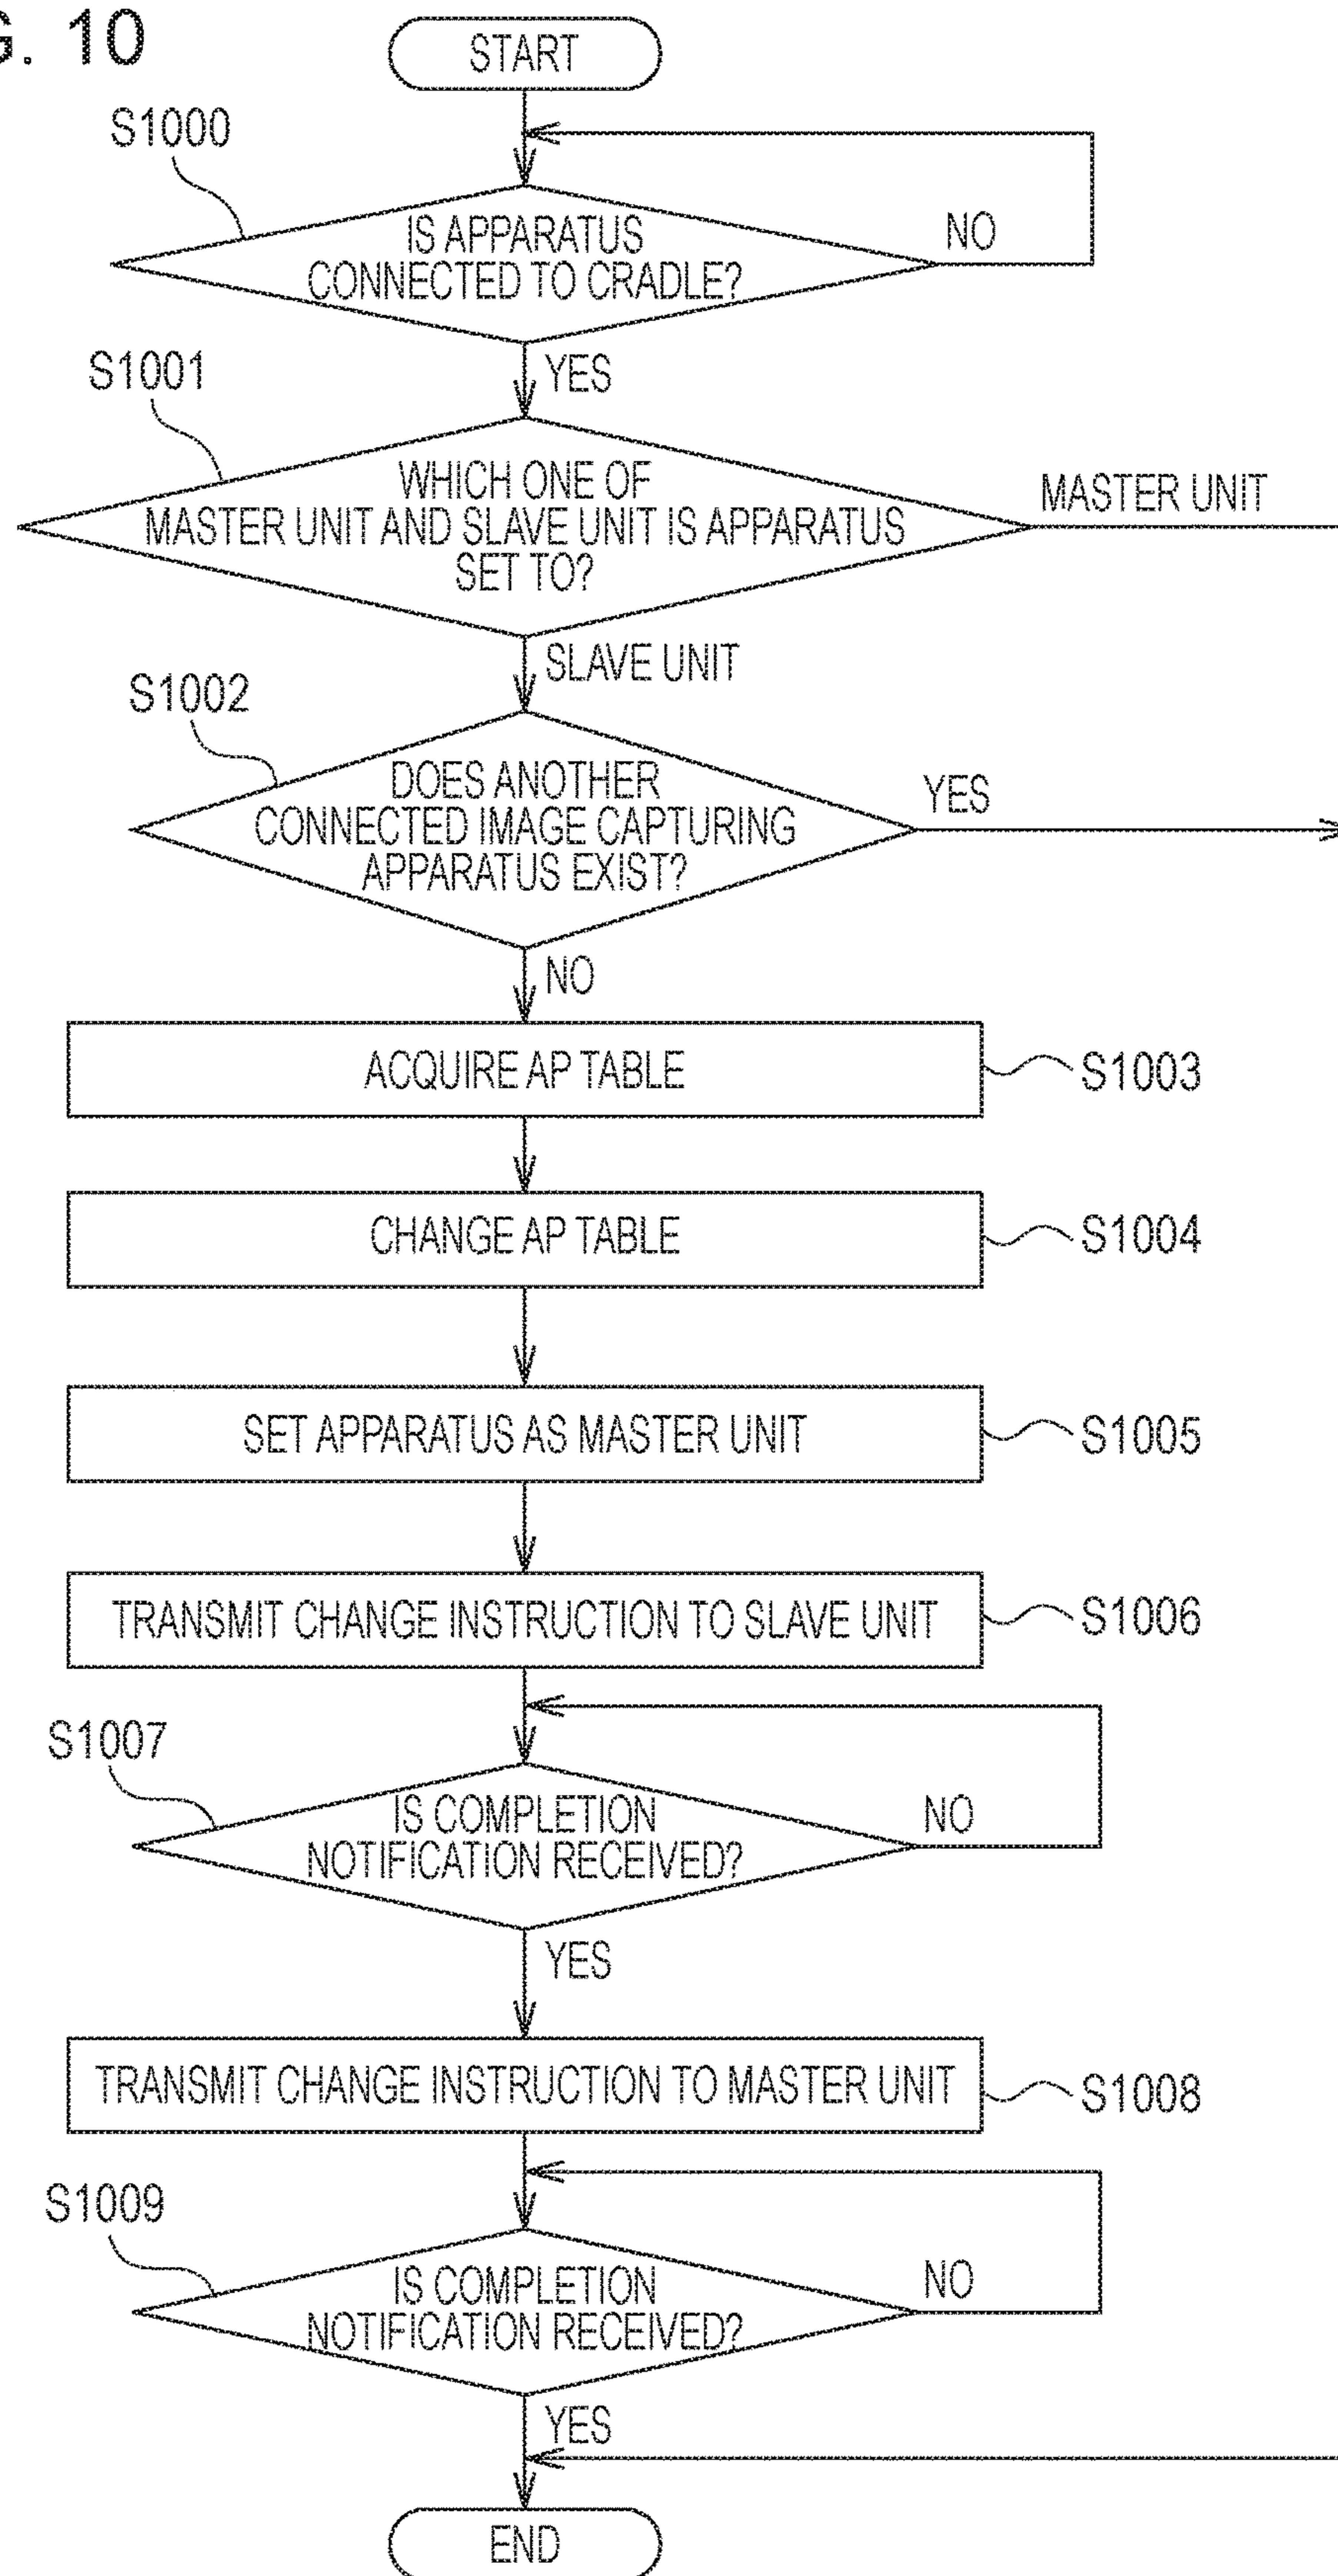 G. 10
START
S1000
IS APPARATUS
CONNECTED TO CRADLE?
NO
YES
S1001
WHICH ONE OF
MASTER UNIT AND SLAVE UNIT IS APPARATUS
SET TO?
MASTER UNIT
SLAVE UNIT
S1002
DOES ANOTHER
CONNECTED IMAGE CAPTURING
APPARATUS EXIST?
YES
NO
ACQUIRE AP TABLE
S1003
CHANGE AP TABLE
S1004
SET APPARATUS AS MASTER UNIT
S1005
TRANSMIT CHANGE INSTRUCTION TO SLAVE UNIT
S1006
S1007
IS COMPLETION
NOTIFICATION RECEIVED?
NO
YES
TRANSMIT CHANGE INSTRUCTION TO MASTER UNIT
S1008
S1009
IS COMPLETION
NOTIFICATION RECEIVED?
NO
YES
END